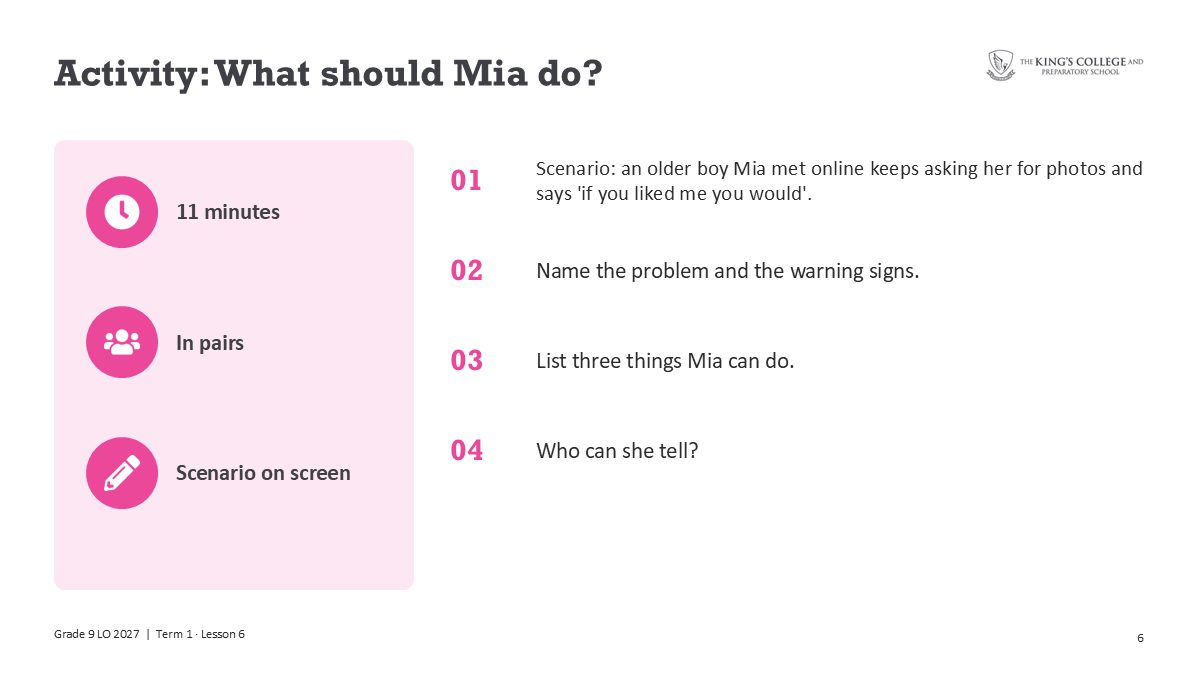 Activity: What should Mia do?
THE KING'S COLLEGE AND
PREPARATORY SCHOOL
11 minutes
In pairs
Scenario on screen
01
Scenario: an older boy Mia met online keeps asking her for photos and
says 'if you liked me you would'.
02
Name the problem and the warning signs.
03
List three things Mia can do.
04
Who can she tell?
Grade 9 LO 2027 | Term 1 · Lesson 6
6